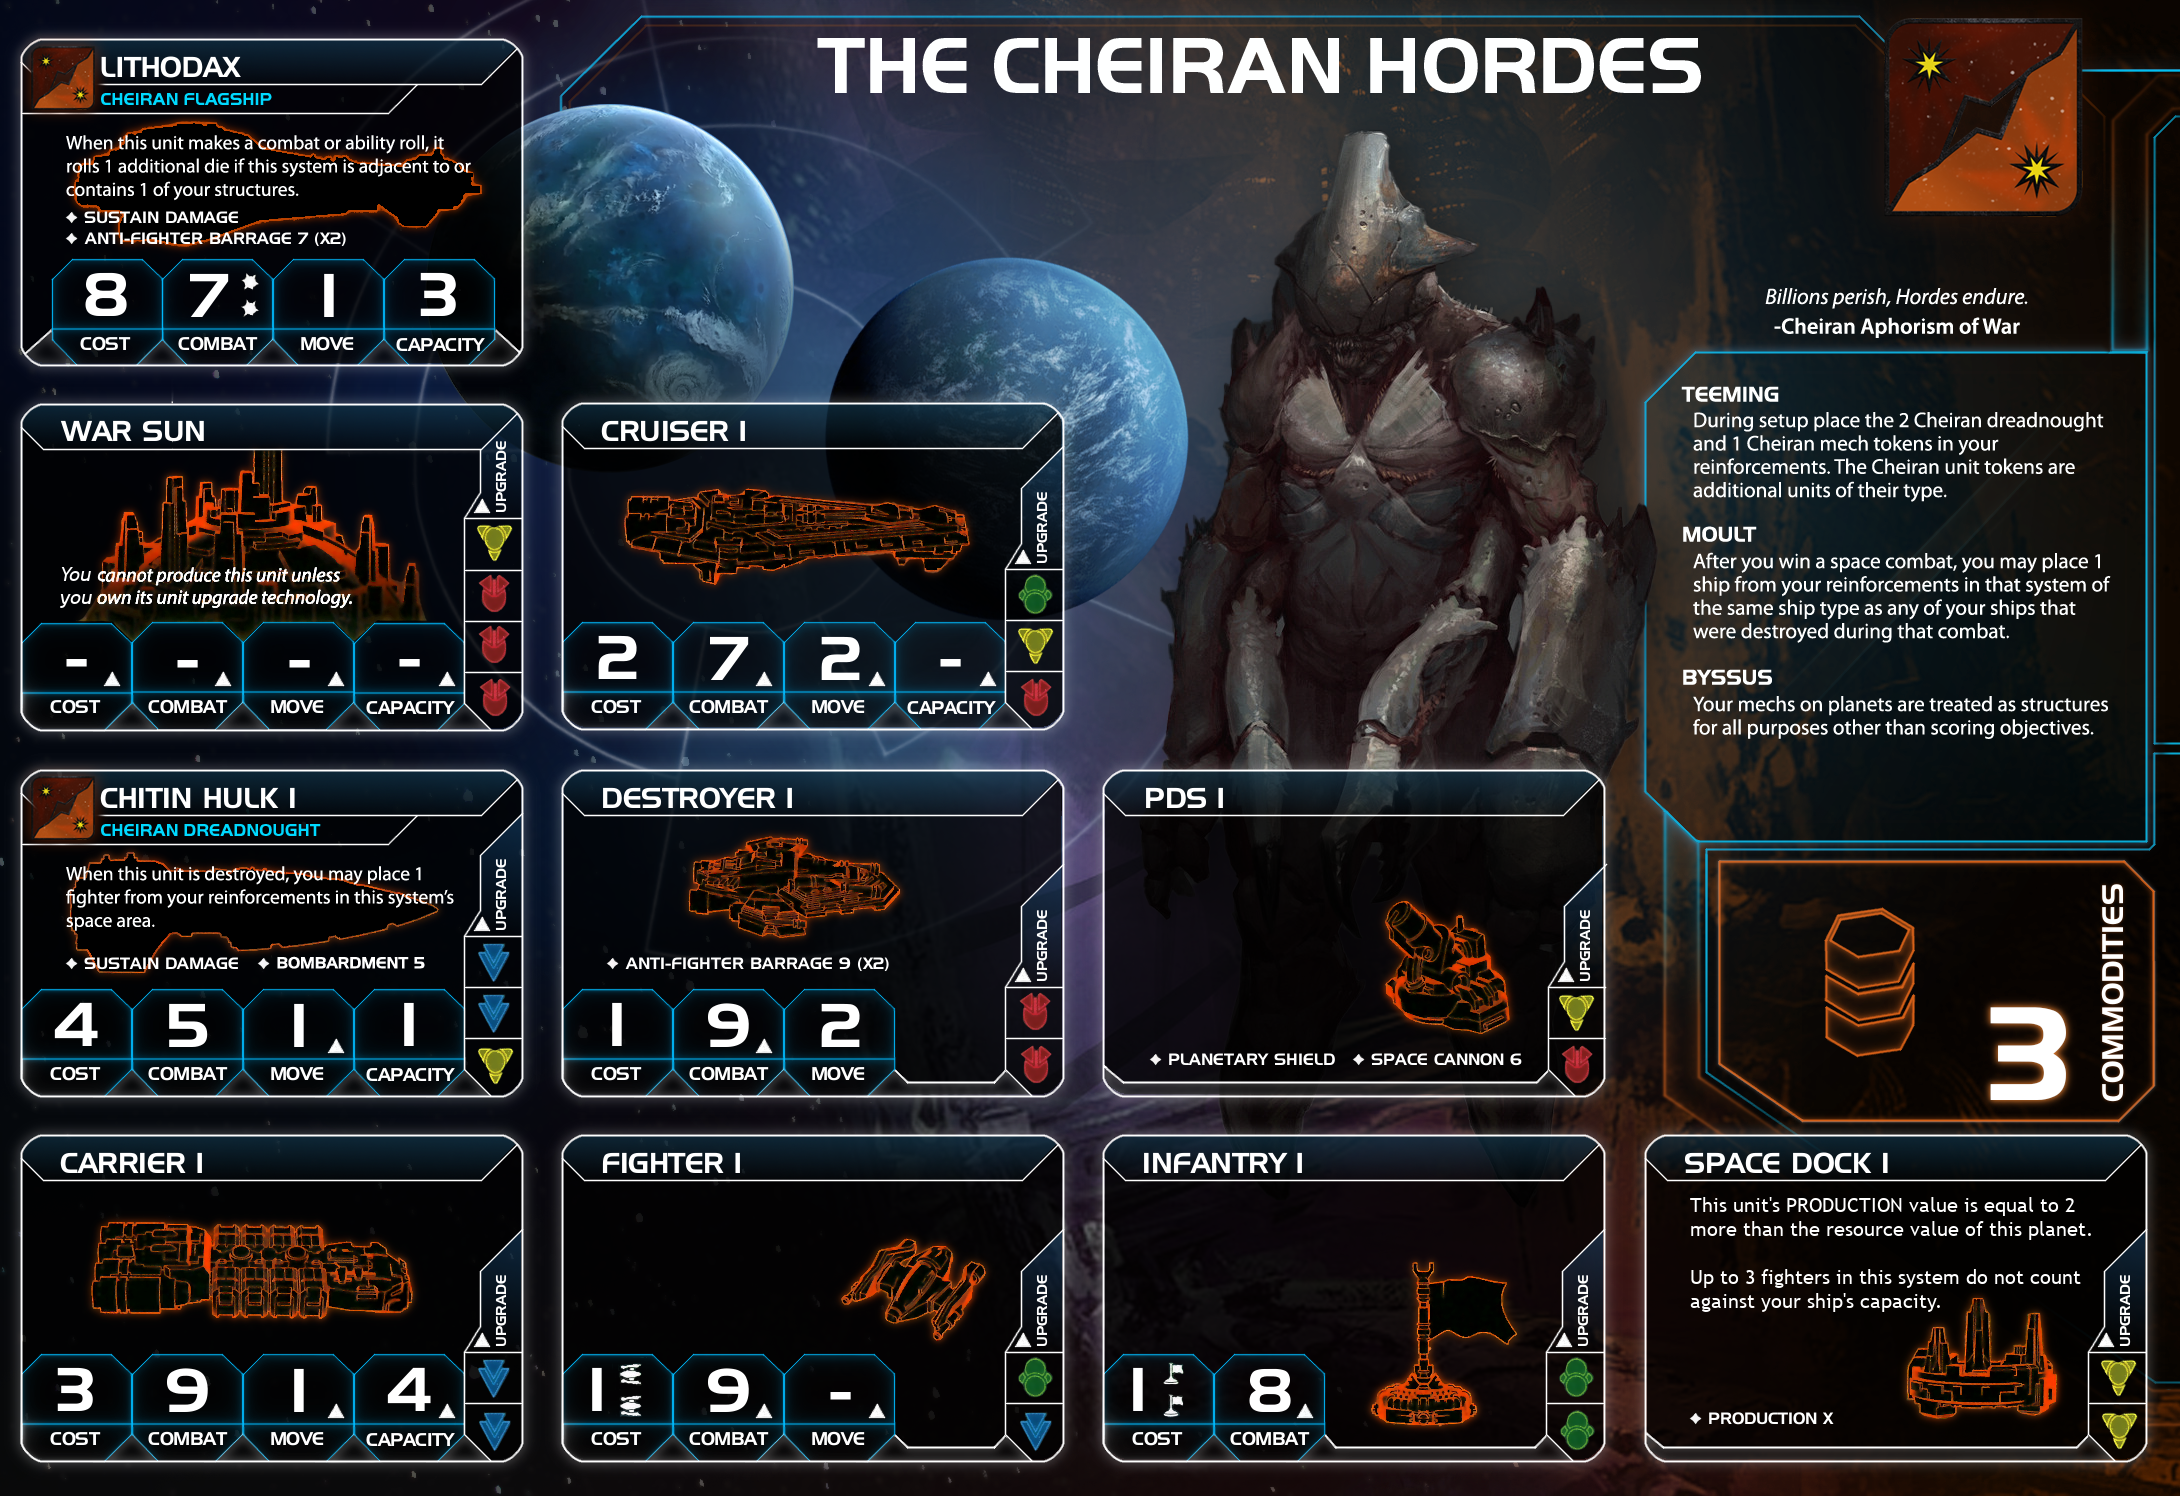 THE CHEIRAN HORDES
LITHODAX
CHEIRAN FLAGSHIP
When this unit makes a combat or ability roll, it
rolls 1 additional die if this system is adjacent to or
contains 1 of your structures.
SUSTAIN DAMAGE
ANTI-FIGHTER BARRAGE 7 (X2)
8 7 1 3
COST COMBAT MOVE CAPACITY
Billions perish, Hordes endure.
-Cheiran Aphorism of War
TEEMING
During setup place the 2 Cheiran dreadnought
and 1 Cheiran mech tokens in your
reinforcements. The Cheiran unit tokens are
additional units of their type.
MOULT
After you win a space combat, you may place 1
ship from your reinforcements in that system of
the same ship type as any of your ships that
were destroyed during that combat.
BYSSUS
Your mechs on planets are treated as structures
for all purposes other than scoring objectives.
WAR SUN
UPGRADE
You cannot produce this unit unless
you own its unit upgrade technology.
- - - -
COST COMBAT MOVE CAPACITY
CRUISER I
UPGRADE
2 7 2 -
COST COMBAT MOVE CAPACITY
CHITIN HULK I
CHEIRAN DREADNOUGHT
UPGRADE
When this unit is destroyed, you may place 1
fighter from your reinforcements in this system's
space area.
SUSTAIN DAMAGE BOMBARDMENT 5
4 5 1 1
COST COMBAT MOVE CAPACITY
DESTROYER I
UPGRADE
ANTI-FIGHTER BARRAGE 9 (X2)
1 9 2
COST COMBAT MOVE
PDS I
UPGRADE
PLANETARY SHIELD SPACE CANNON 6
3
COMMODITIES
CARRIER I
UPGRADE
3 9 1 4
COST COMBAT MOVE CAPACITY
FIGHTER I
UPGRADE
1 9 -
COST COMBAT MOVE
INFANTRY I
UPGRADE
1 8
COST COMBAT
SPACE DOCK I
This unit's PRODUCTION value is equal to 2
more than the resource value of this planet.
Up to 3 fighters in this system do not count
against your ship's capacity.
UPGRADE
PRODUCTION X